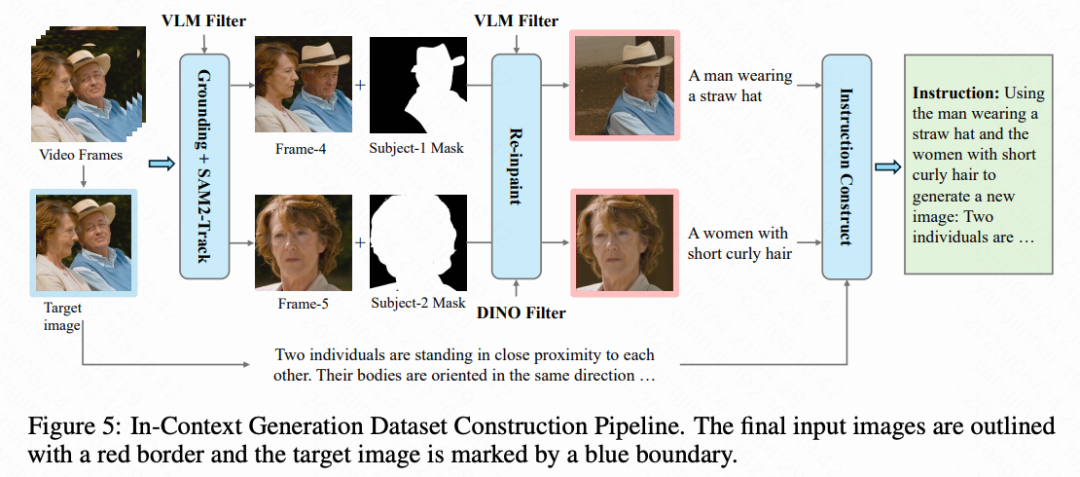 VLM Filter
VLM Filter
Grounding + SAM2-Track
Re-inpaint
Instruction Construct
Video Frames
Frame-4
Subject-1 Mask
+
A man wearing
a straw hat
Target
image
Frame-5
Subject-2 Mask
+
A women with
short curly hair
DINO Filter
Two individuals are standing in close proximity to each
other. Their bodies are oriented in the same direction …
Instruction: Using
the man wearing a
straw hat and the
women with short
curly hair to
generate a new
image: Two
individuals are …
Figure 5: In-Context Generation Dataset Construction Pipeline. The final input images are outlined
with a red border and the target image is marked by a blue boundary.